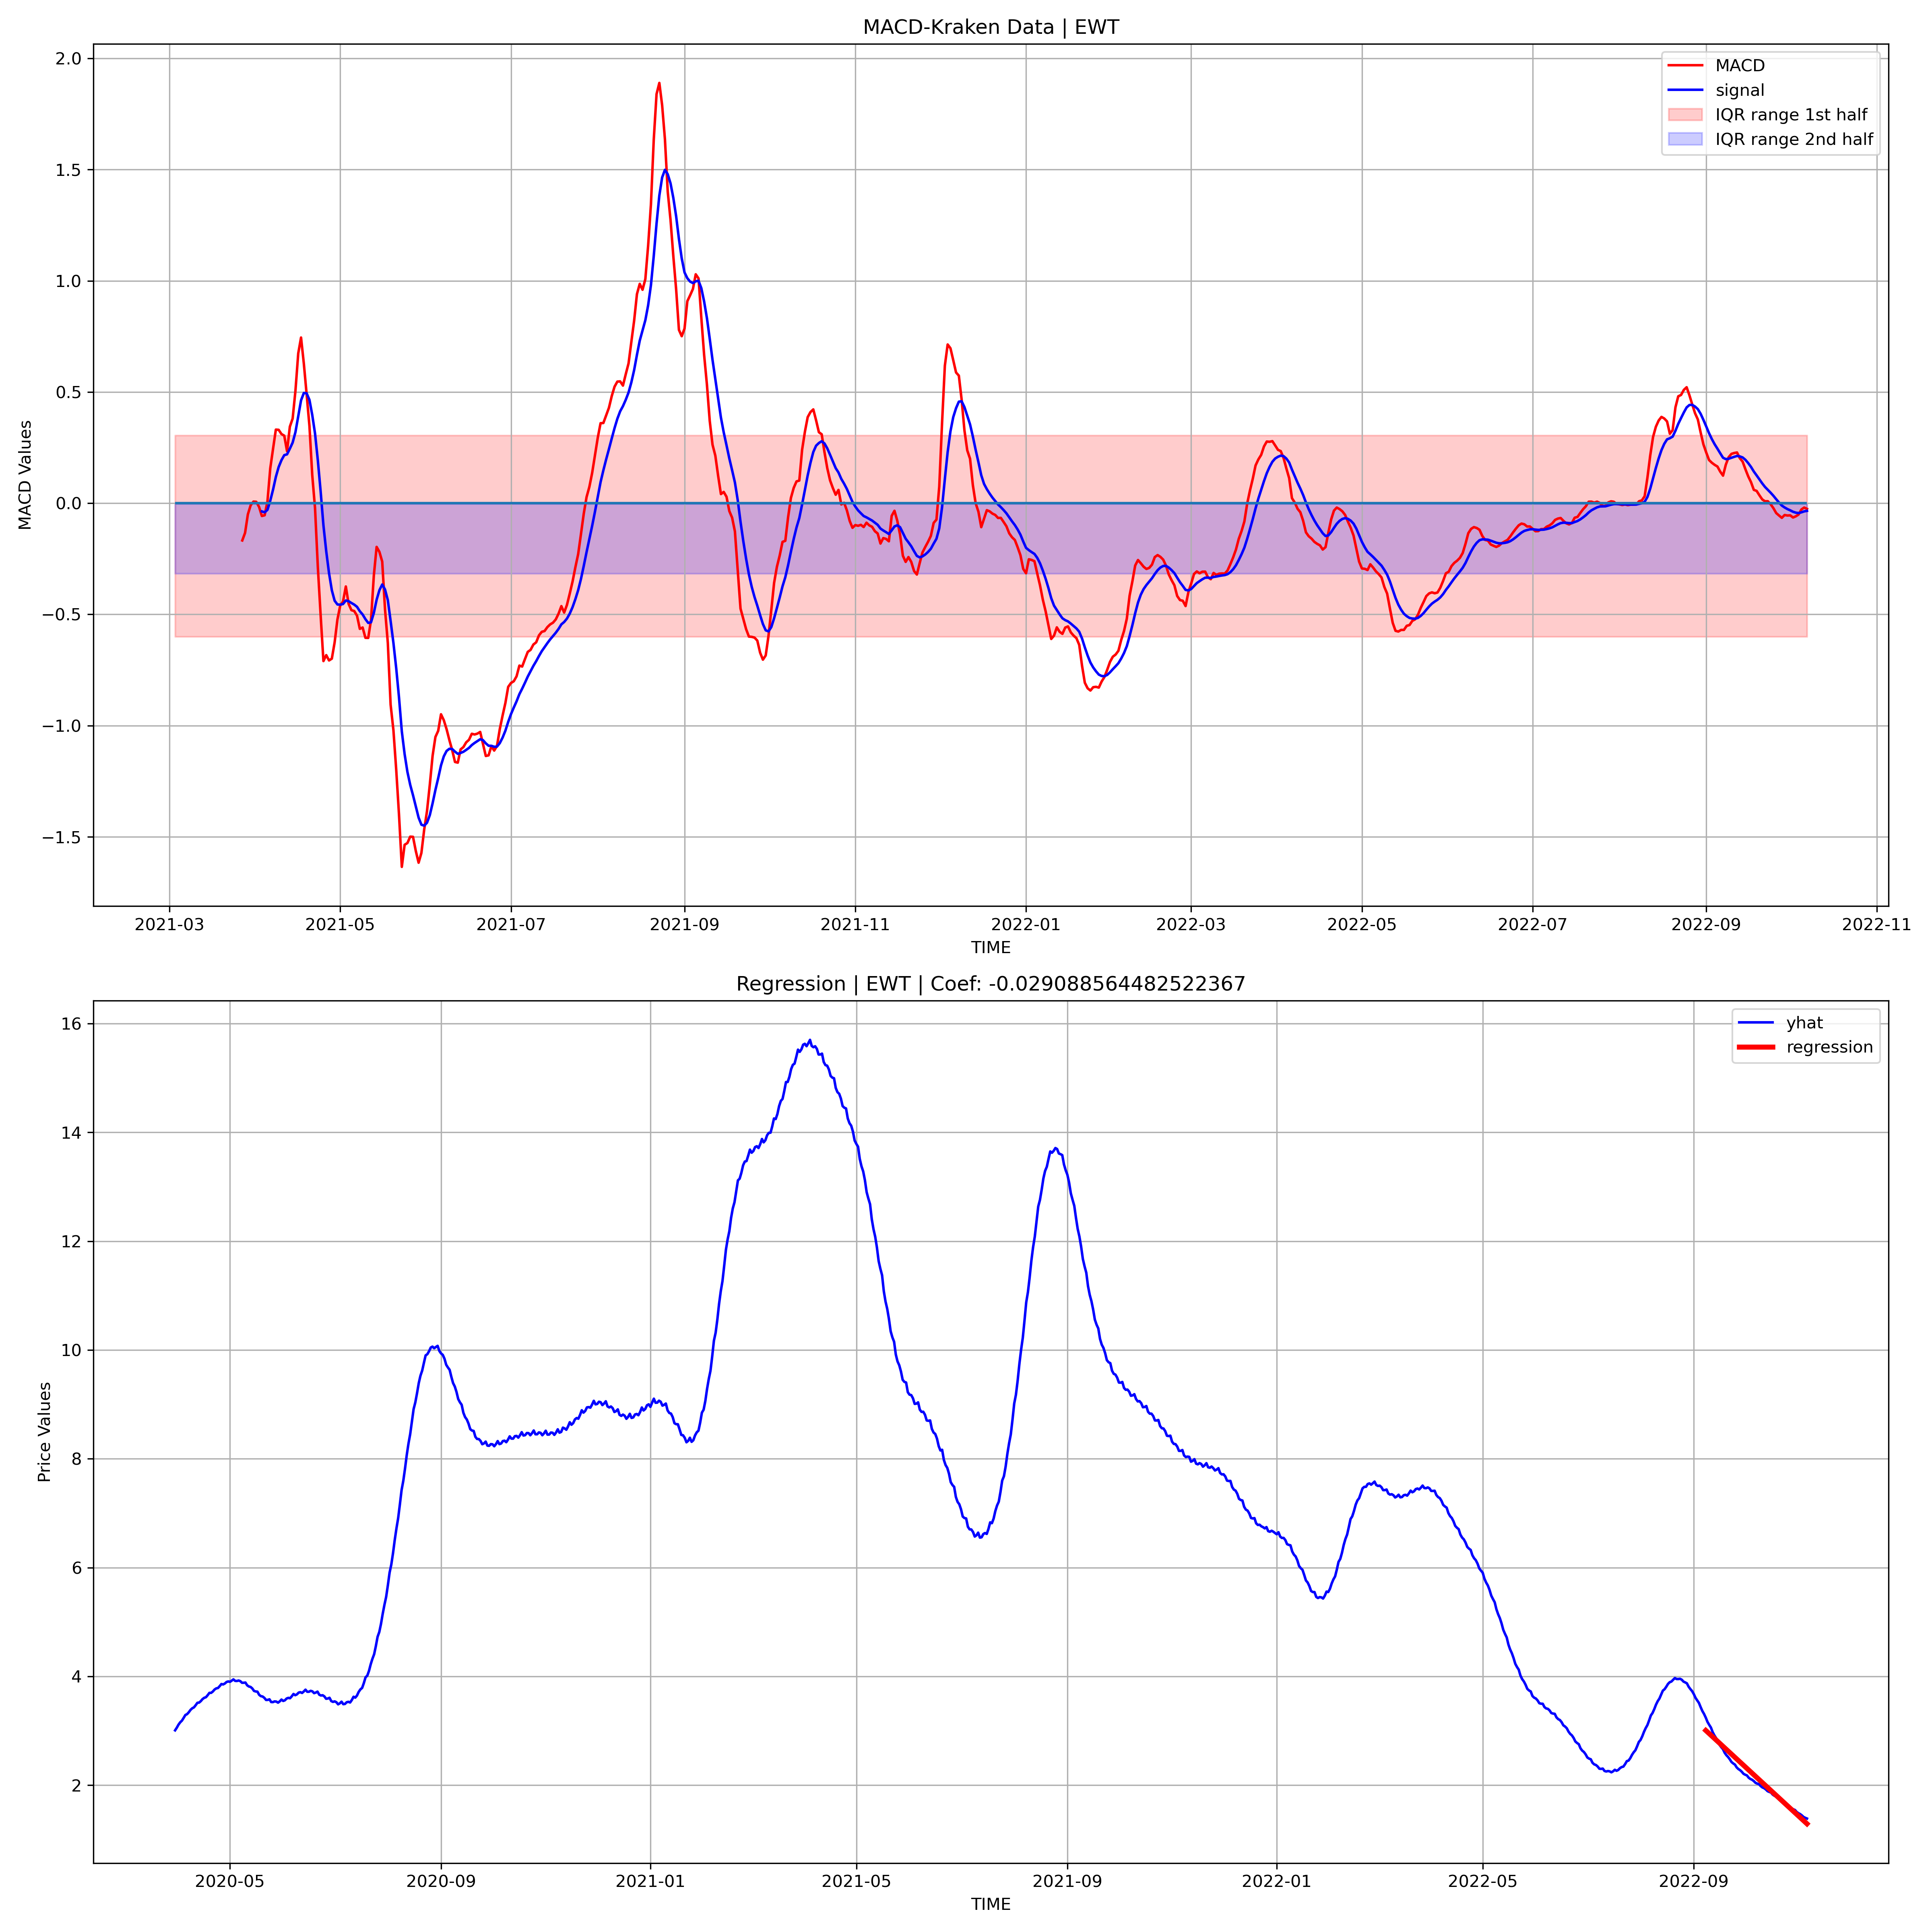 MACD-Kraken Data | EWT
MACD
signal
IQR range 1st half
IQR range 2nd half
MACD Values
2.0
1.5
1.0
0.5
0.0
−0.5
−1.0
−1.5
2021-03 2021-05 2021-07 2021-09 2021-11 2022-01 2022-03 2022-05 2022-07 2022-09 2022-11
TIME
Regression | EWT | Coef: -0.029088564482522367
yhat
regression
Price Values
16
14
12
10
8
6
4
2
2020-05 2020-09 2021-01 2021-05 2021-09 2022-01 2022-05 2022-09
TIME